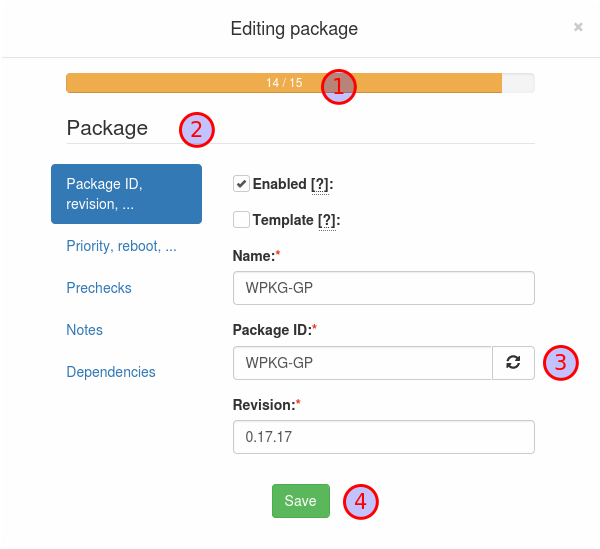 Editing package
×
14 / 15
1
Package
2
Package ID,
revision, ...
Priority, reboot, ...
Prechecks
Notes
Dependencies
Enabled [?]:
Template [?]:
Name:*
WPKG-GP
Package ID:*
WPKG-GP
3
Revision:*
0.17.17
Save
4